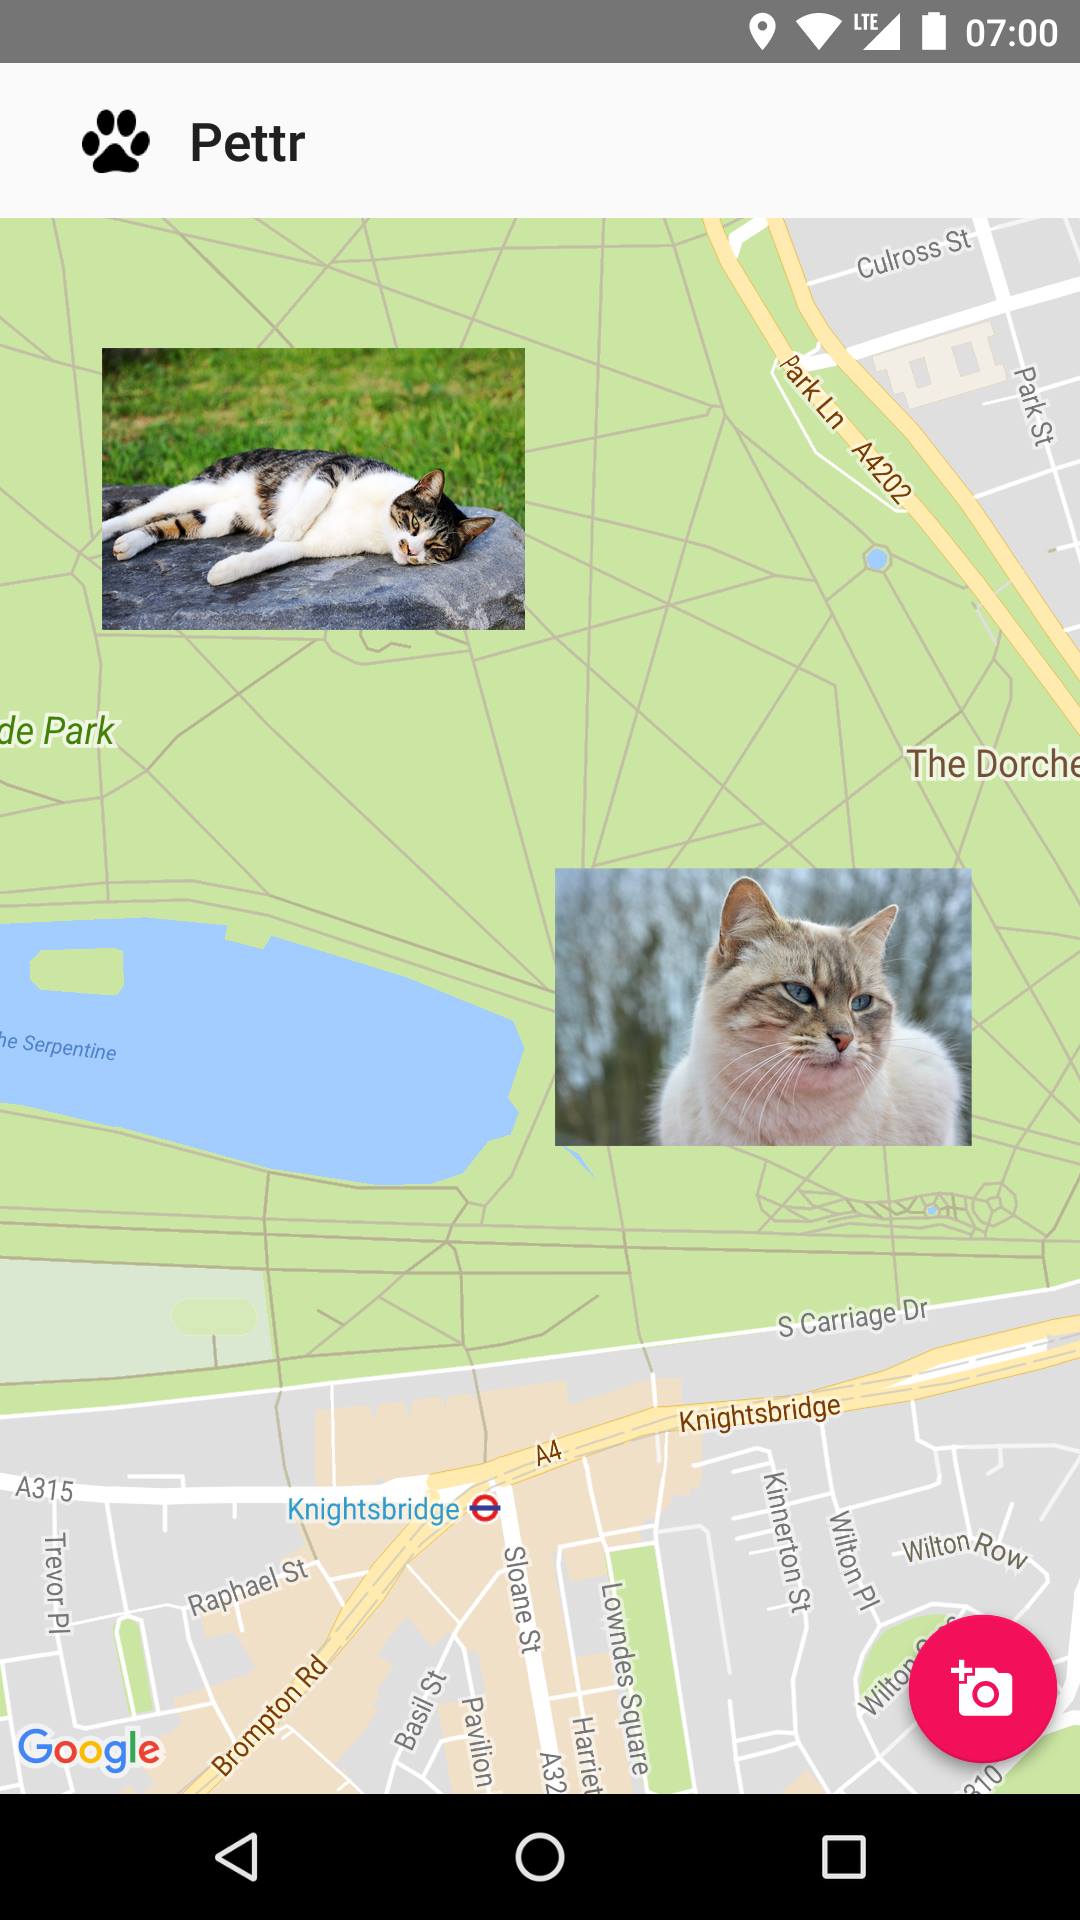 LTE 07:00
Pettr
Culross St
Park St
Park Ln
A4202
de Park
The Dorche
he Serpentine
S Carriage Dr
Knightsbridge
A4
A315
Knightsbridge
Trevor Pl
Raphael St
Sloane St
Kinnerton St
Wilton Pl
Wilton Row
Lowndes Square
Wilton
Brompton Rd
Basil St
Pavilion
Harriet
A32
310
Google